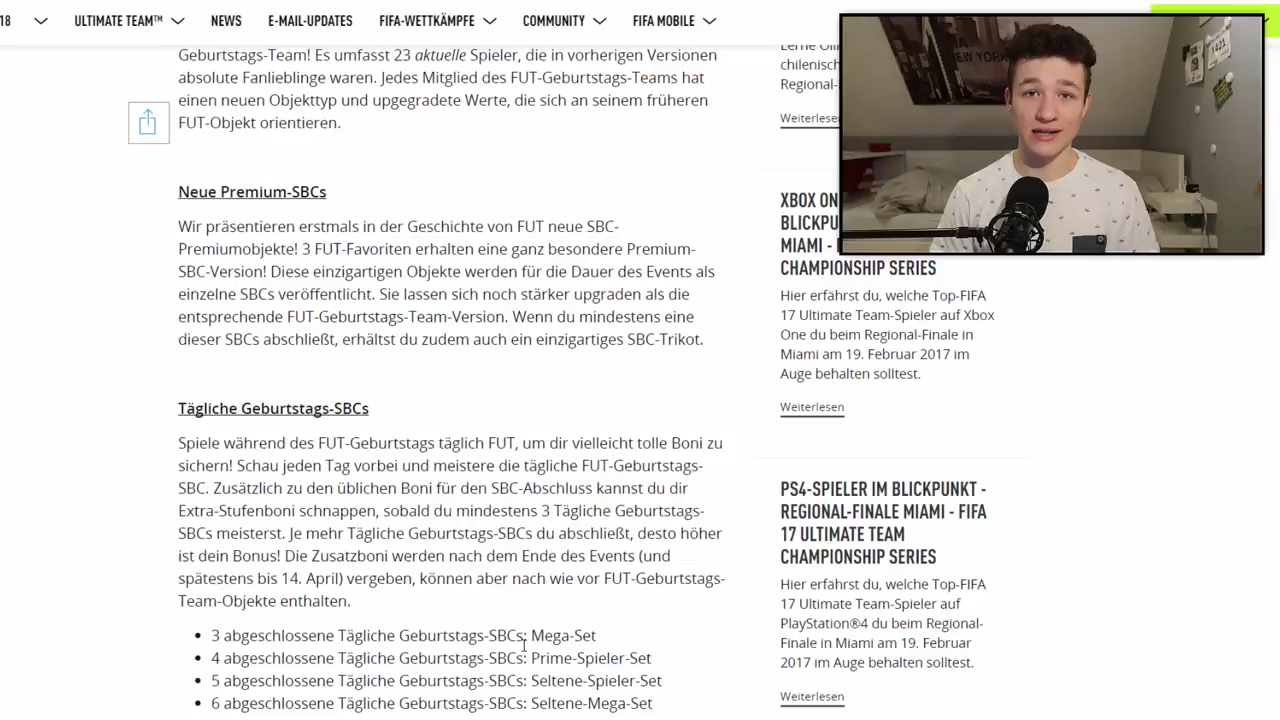 18
ULTIMATE TEAM™
NEWS
E-MAIL-UPDATES
FIFA-WETTKÄMPFE
COMMUNITY
FIFA MOBILE
Geburtstags-Team! Es umfasst 23 aktuelle Spieler, die in vorherigen Versionen
absolute Fanlieblinge waren. Jedes Mitglied des FUT-Geburtstags-Teams hat
einen neuen Objekttyp und upgegradete Werte, die sich an seinem früheren
FUT-Objekt orientieren.
Neue Premium-SBCs
Wir präsentieren erstmals in der Geschichte von FUT neue SBC-
Premiumobjekte! 3 FUT-Favoriten erhalten eine ganz besondere Premium-
SBC-Version! Diese einzigartigen Objekte werden für die Dauer des Events als
einzelne SBCs veröffentlicht. Sie lassen sich noch stärker upgraden als die
entsprechende FUT-Geburtstags-Team-Version. Wenn du mindestens eine
dieser SBCs abschließt, erhältst du zudem auch ein einzigartiges SBC-Trikot.
Tägliche Geburtstags-SBCs
Spiele während des FUT-Geburtstags täglich FUT, um dir vielleicht tolle Boni zu
sichern! Schau jeden Tag vorbei und meistere die tägliche FUT-Geburtstags-
SBC. Zusätzlich zu den üblichen Boni für den SBC-Abschluss kannst du dir
Extra-Stufenboni schnappen, sobald du mindestens 3 Tägliche Geburtstags-
SBCs meisterst. Je mehr Tägliche Geburtstags-SBCs du abschließt, desto höher
ist dein Bonus! Die Zusatzboni werden nach dem Ende des Events (und
spätestens bis 14. April) vergeben, können aber nach wie vor FUT-Geburtstags-
Team-Objekte enthalten.
3 abgeschlossene Tägliche Geburtstags-SBCs: Mega-Set
4 abgeschlossene Tägliche Geburtstags-SBCs: Prime-Spieler-Set
5 abgeschlossene Tägliche Geburtstags-SBCs: Seltene-Spieler-Set
6 abgeschlossene Tägliche Geburtstags-SBCs: Seltene-Mega-Set
chilenisch
Regional-
Weiterlesen
NEW YORK
1421
XBOX ON
BLICKPU
MIAMI -
CHAMPIONSHIP SERIES
Hier erfährst du, welche Top-FIFA
17 Ultimate Team-Spieler auf Xbox
One du beim Regional-Finale in
Miami am 19. Februar 2017 im
Auge behalten solltest.
Weiterlesen
PS4-SPIELER IM BLICKPUNKT -
REGIONAL-FINALE MIAMI - FIFA
17 ULTIMATE TEAM
CHAMPIONSHIP SERIES
Hier erfährst du, welche Top-FIFA
17 Ultimate Team-Spieler auf
PlayStation®4 du beim Regional-
Finale in Miami am 19. Februar
2017 im Auge behalten solltest.
Weiterlesen